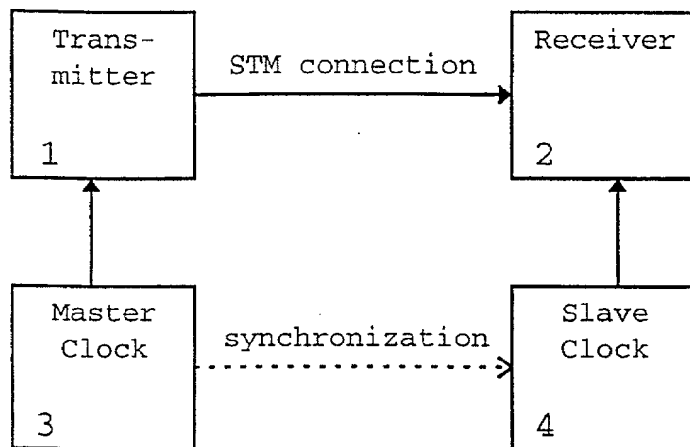 Trans-
mitter
1
STM connection
Receiver
2
Master
Clock
3
synchronization
Slave
Clock
4